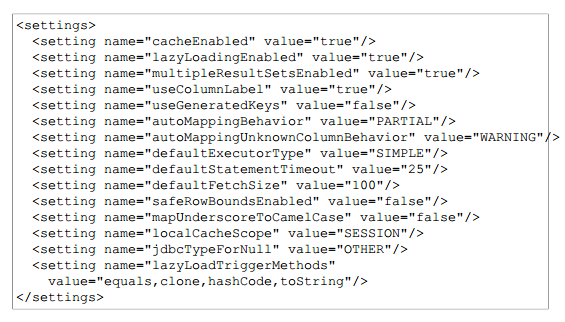 <settings>
  <setting name="cacheEnabled" value="true"/>
  <setting name="lazyLoadingEnabled" value="true"/>
  <setting name="multipleResultSetsEnabled" value="true"/>
  <setting name="useColumnLabel" value="true"/>
  <setting name="useGeneratedKeys" value="false"/>
  <setting name="autoMappingBehavior" value="PARTIAL"/>
  <setting name="autoMappingUnknownColumnBehavior" value="WARNING"/>
  <setting name="defaultExecutorType" value="SIMPLE"/>
  <setting name="defaultStatementTimeout" value="25"/>
  <setting name="defaultFetchSize" value="100"/>
  <setting name="safeRowBoundsEnabled" value="false"/>
  <setting name="mapUnderscoreToCamelCase" value="false"/>
  <setting name="localCacheScope" value="SESSION"/>
  <setting name="jdbcTypeForNull" value="OTHER"/>
  <setting name="lazyLoadTriggerMethods"
    value="equals,clone,hashCode,toString"/>
</settings>